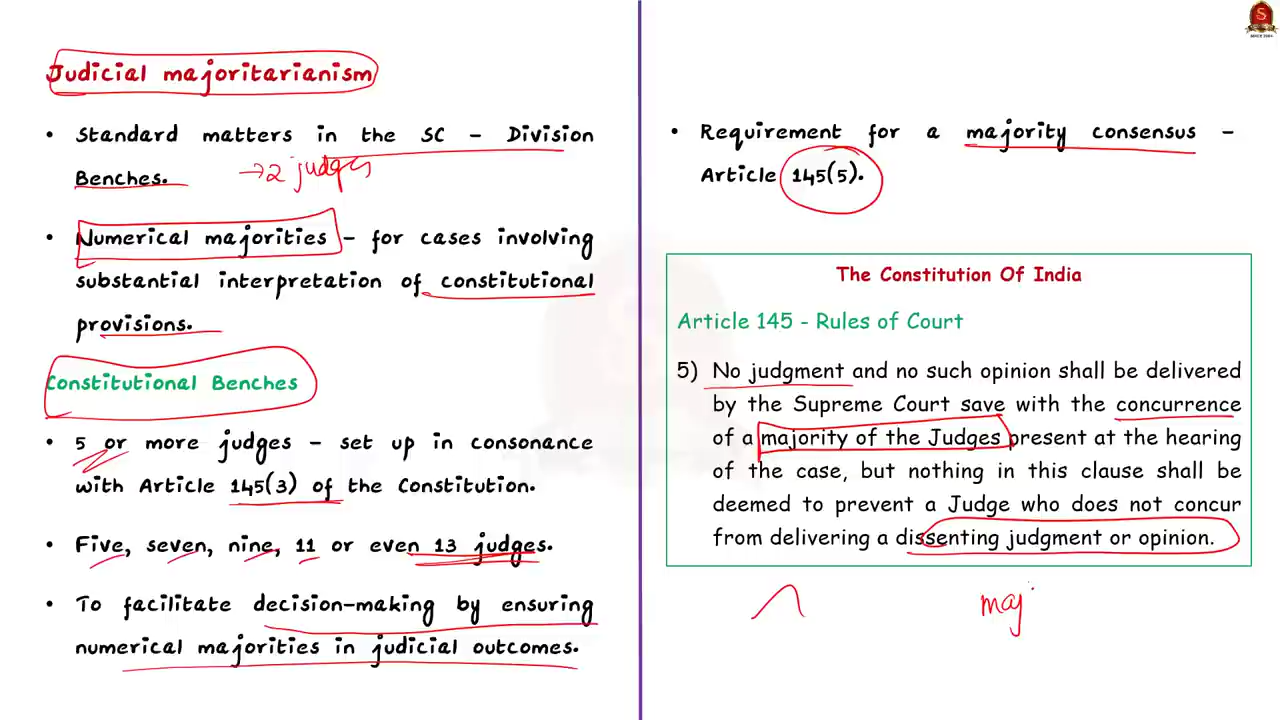 Judicial majoritarianism
• Standard matters in the SC – Division
Benches.
→2 judges
• Numerical majorities – for cases involving
substantial interpretation of constitutional
provisions.
Constitutional Benches
• 5 or more judges – set up in consonance
with Article 145(3) of the Constitution.
• Five, seven, nine, 11 or even 13 judges.
• To facilitate decision-making by ensuring
numerical majorities in judicial outcomes.
• Requirement for a majority consensus –
Article 145(5).
The Constitution Of India
Article 145 - Rules of Court
5) No judgment and no such opinion shall be delivered
by the Supreme Court save with the concurrence
of a majority of the Judges present at the hearing
of the case, but nothing in this clause shall be
deemed to prevent a Judge who does not concur
from delivering a dissenting judgment or opinion.
maj
S
SINCE 2004